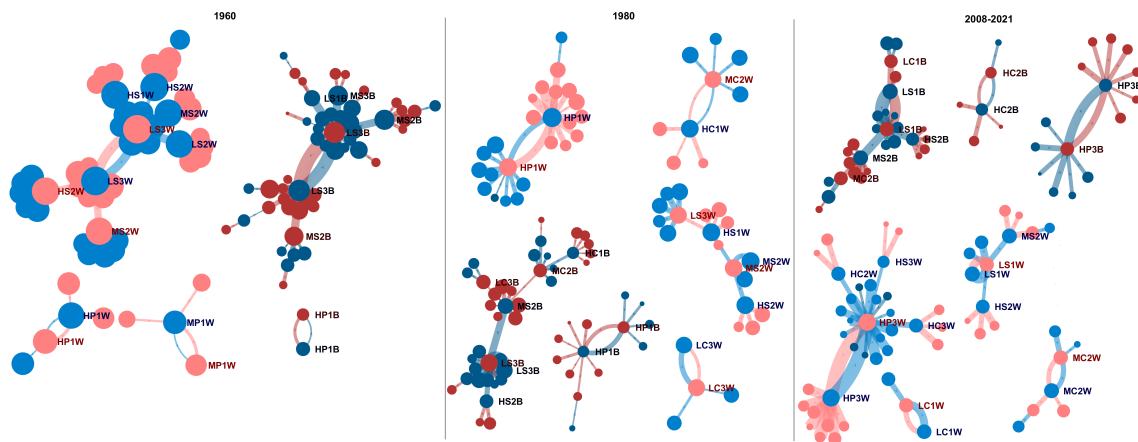 1960
HS1W
HS2W
MS2W
LS3W
LS2W
LS3W
HS2W
MS2W
HP1W
HP1W
MP1W
MP1W
LS1B
MS3B
MS2B
LS3B
LS3B
MS2B
HP1B
HP1B
1980
HP1W
HP1W
MC2W
HC1W
LS3W
HS1W
MS2W
MS2W
HS2W
HC1B
MC2B
LC3B
MS2B
LS3B
LS3B
HS2B
HP1B
HP1B
LC3W
LC3W
2008-2021
LC1B
LS1B
LS1B
HS2B
MS2B
MC2B
HC2B
HC2B
HP3B
HP3B
HC2W
HS3W
HP3W
HC3W
HP3W
LC1W
LC1W
MS2W
LS1W
LS1W
HS2W
MC2W
MC2W